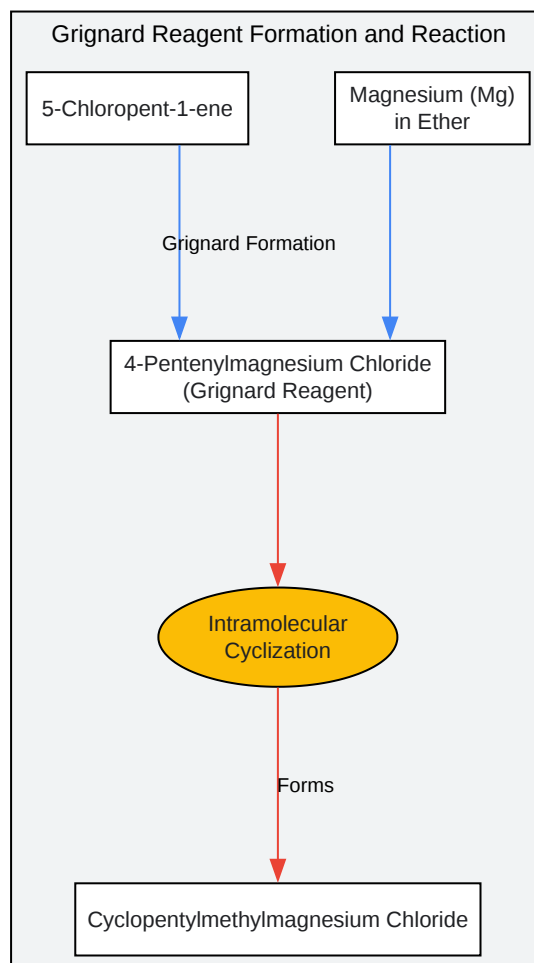 Grignard Reagent Formation and Reaction
5-Chloropent-1-ene
Magnesium (Mg)
in Ether
Grignard Formation
4-Pentenylmagnesium Chloride
(Grignard Reagent)
Intramolecular
Cyclization
Forms
Cyclopentylmethylmagnesium Chloride